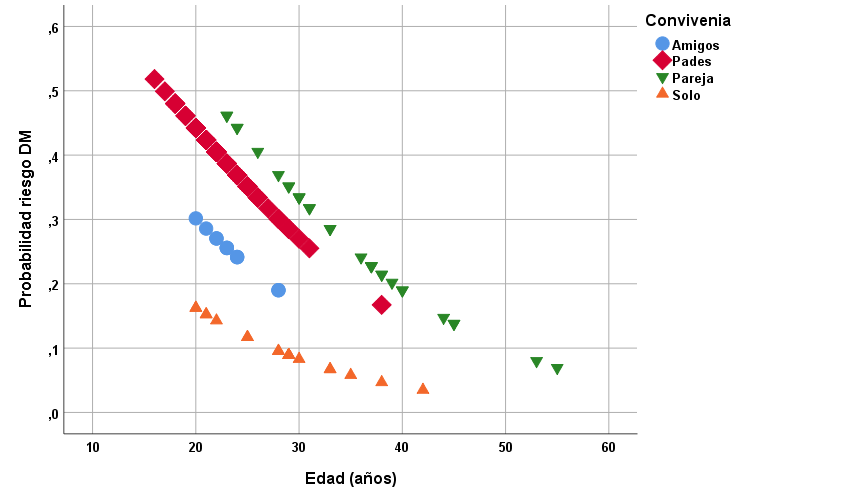 Convivenia
Amigos
Pades
Pareja
Solo
Probabilidad riesgo DM
,6
,5
,4
,3
,2
,1
,0
10 20 30 40 50 60
Edad (años)